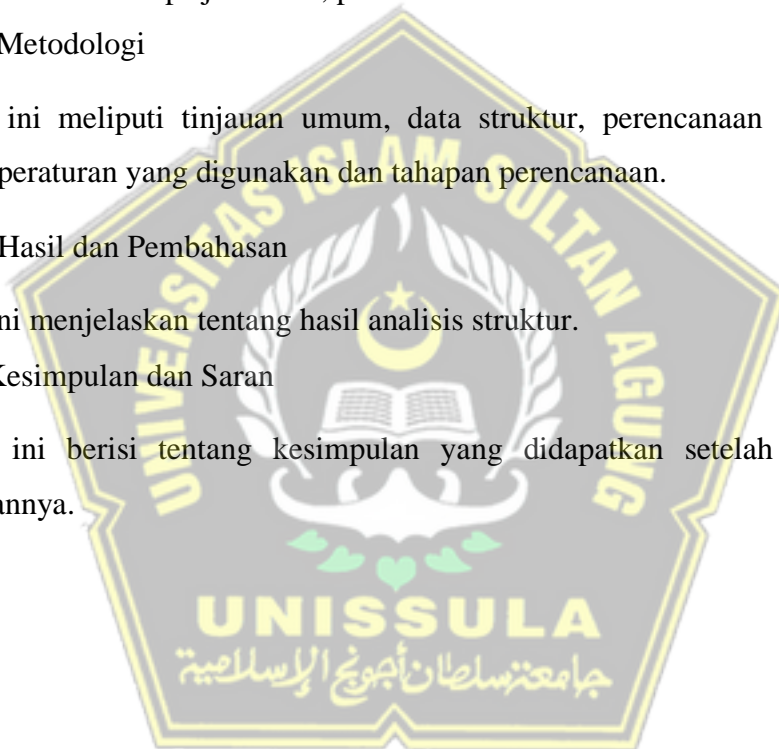 Metodologi
ini meliputi tinjauan umum, data struktur, perencanaan
peraturan yang digunakan dan tahapan perencanaan.
Hasil dan Pembahasan
ni menjelaskan tentang hasil analisis struktur.
Kesimpulan dan Saran
ini berisi tentang kesimpulan yang didapatkan setelah
annya.
UNIVERSITAS ISLAM SULTAN AGUNG
UNISSULA
جامعة سلطان أجونج الإسلامية